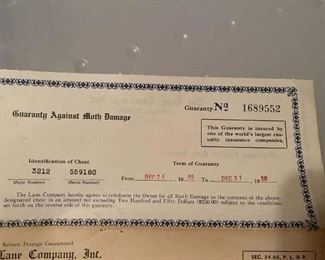 Guaranty No 1689552
Guaranty Against Moth Damage
This Guaranty is insured by
one of the world's largest casualty
insurance companies.
Identification of Chest
Term of Guaranty
3212 559180
From DEC 21 19 To DEC 21 19
(Style Number) (Serial Number)
The Lane Company hereby agrees to reimburse the Owner for all Moth Damage to the contents of the above
designated chest in an amount not exceeding Two Hundred and Fifty Dollars ($250.00) subject to the conditions
set forth on the reverse side of this guaranty.
Return Postage Guaranteed
Lane Company, Inc.
SEC. 34.66, P. L. & R.